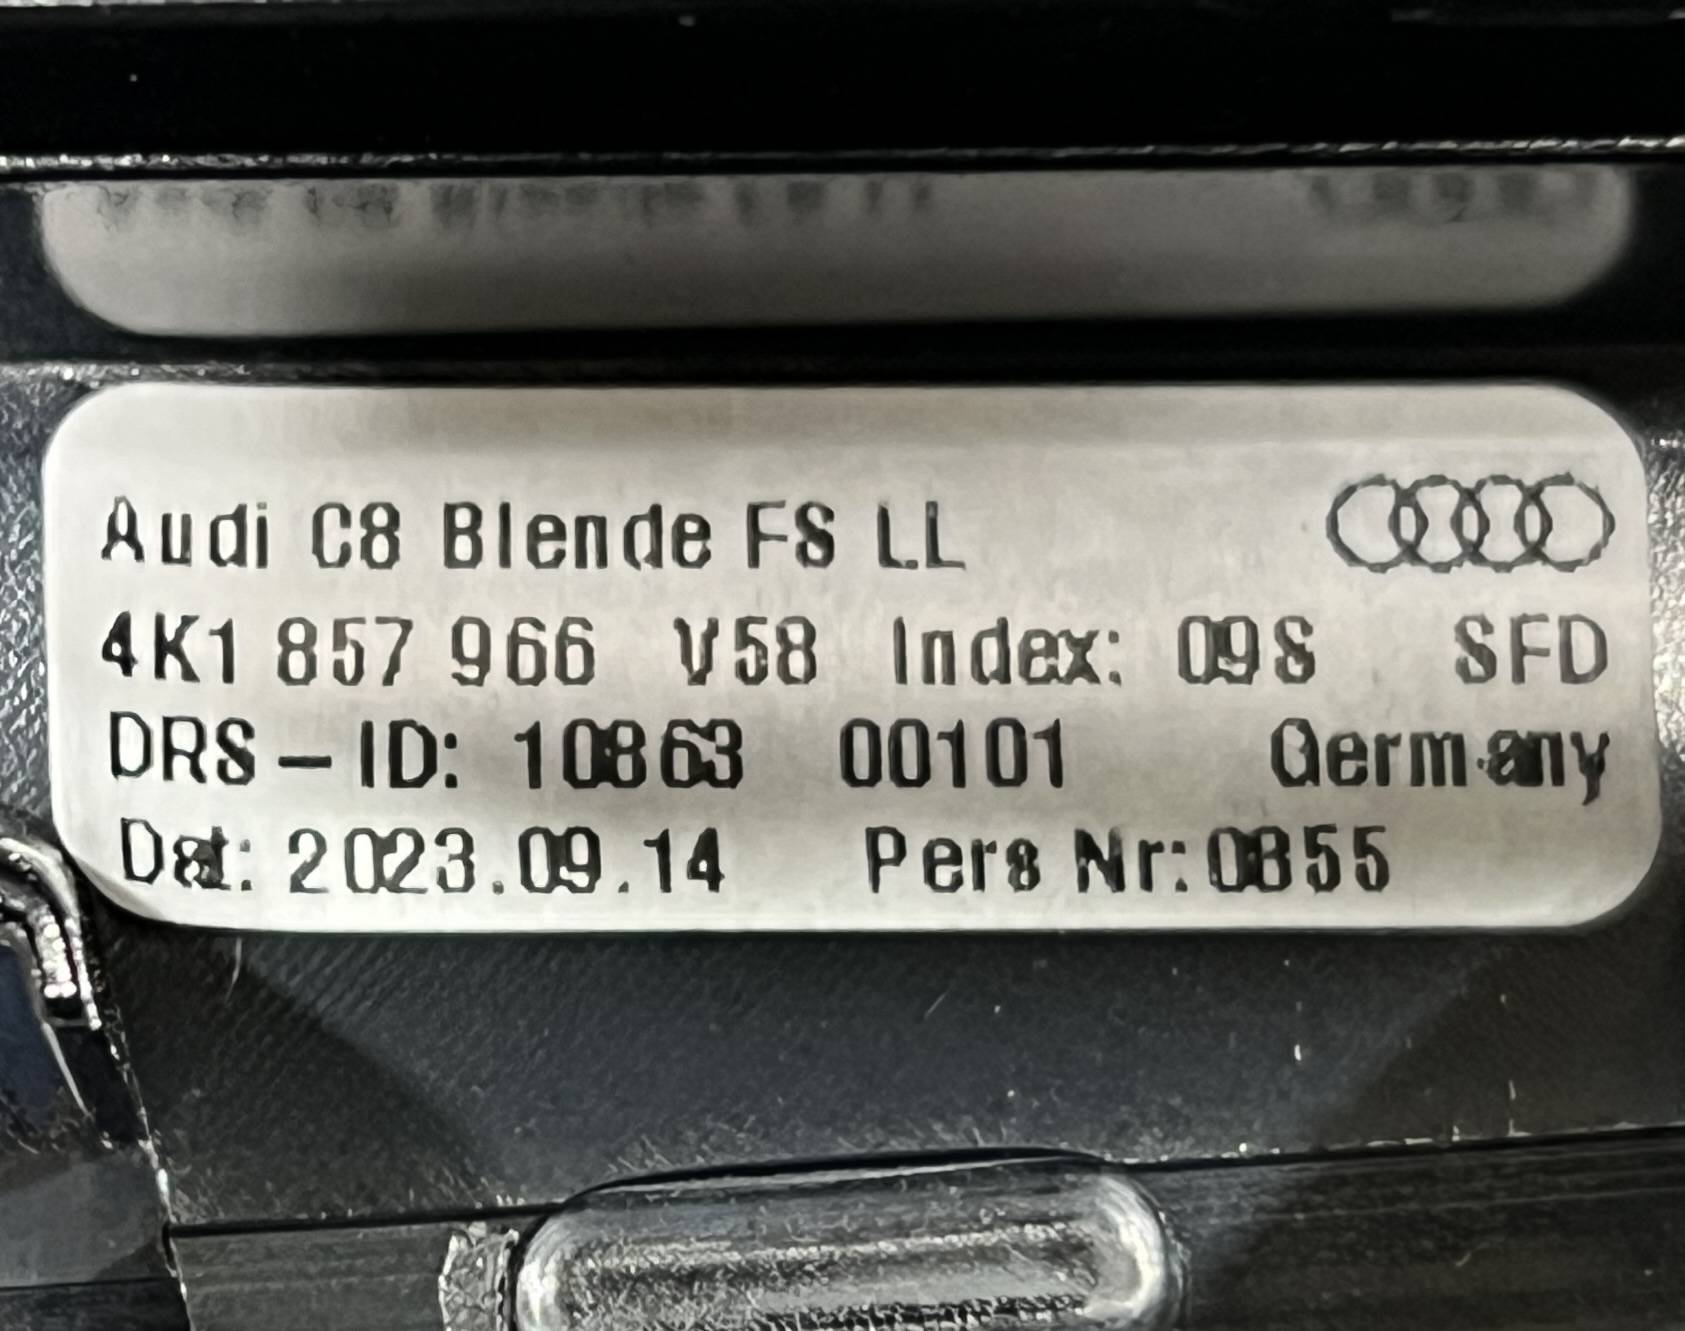 Audi C8 Blende FS LL
4K1 857 966 V58 Index: 09S SFD
DRS-ID: 10863 00101 Germany
Dat: 2023.09.14 Pers Nr: 0855